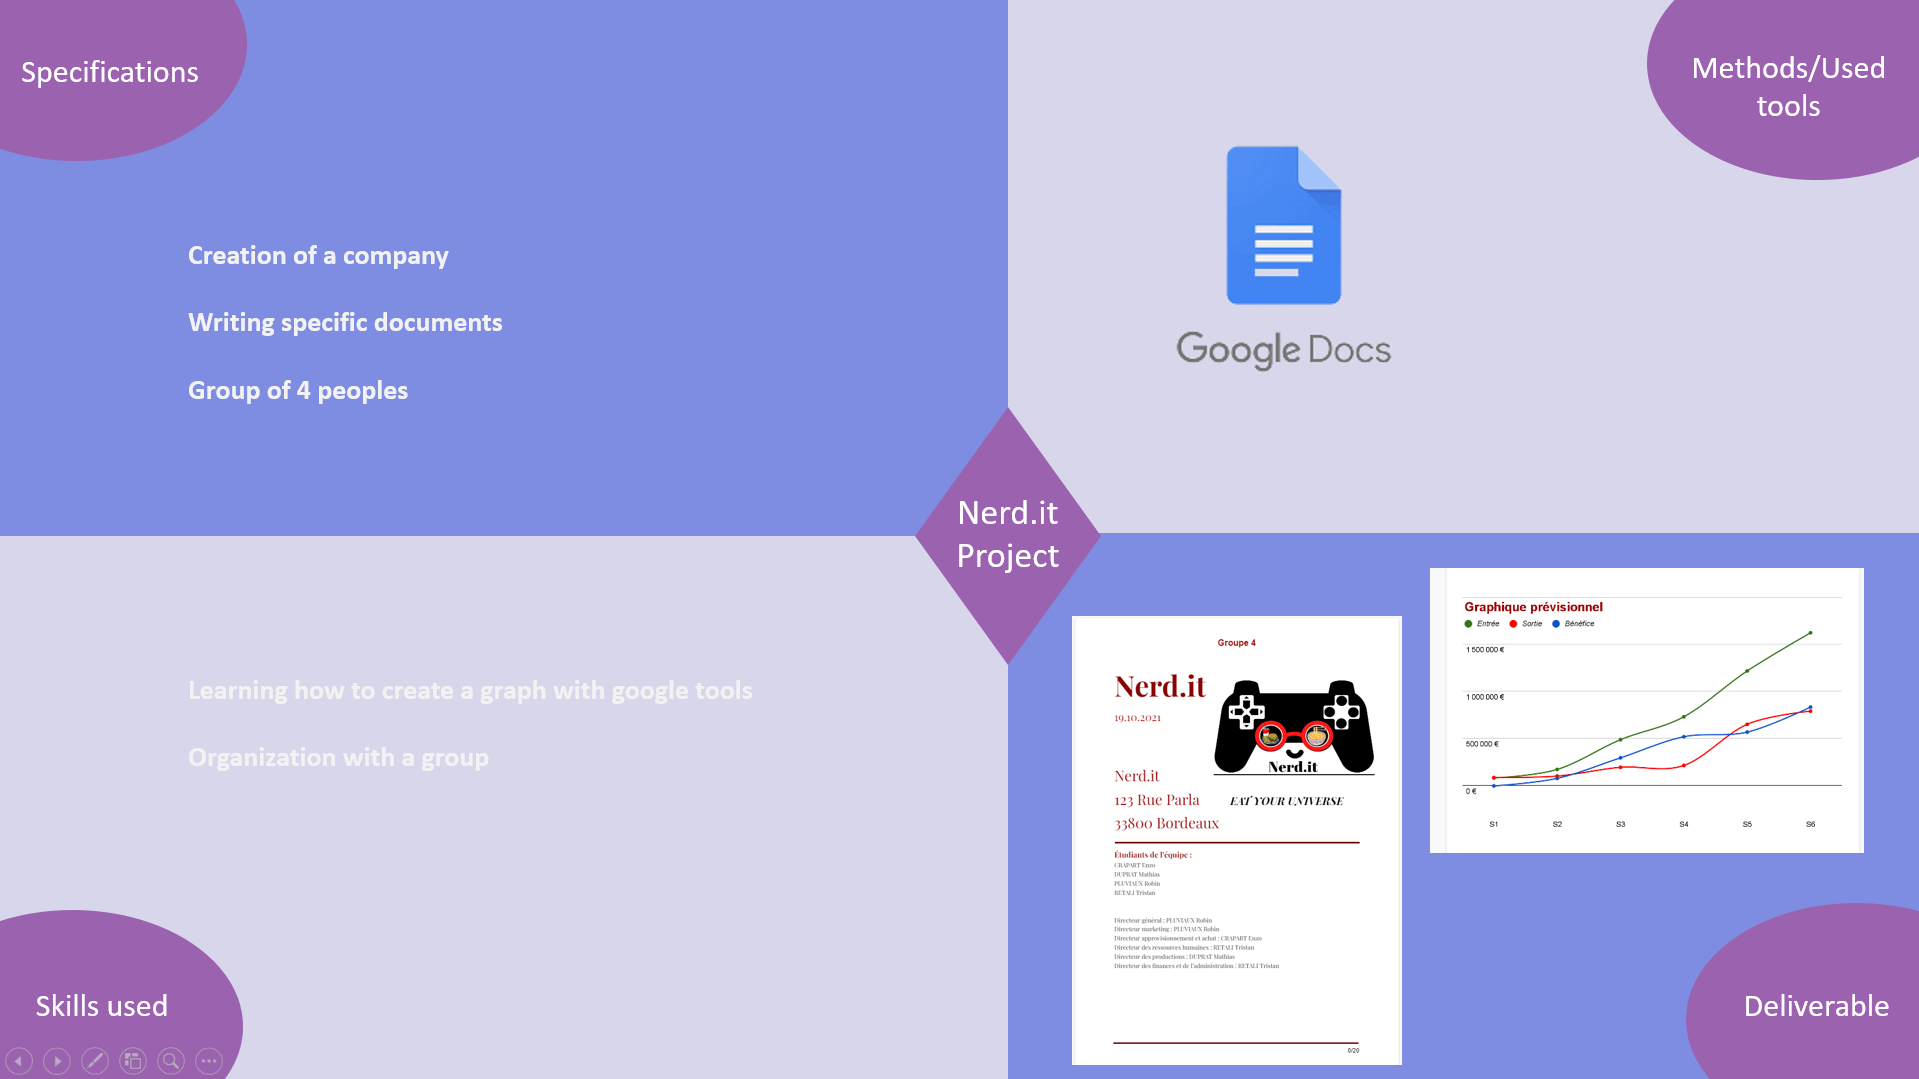 Specifications
Creation of a company
Writing specific documents
Group of 4 peoples
Methods/Used
tools
Google Docs
Nerd.it
Project
Learning how to create a graph with google tools
Organization with a group
Skills used
Groupe 4
Nerd.it
19.10.2021
Nerd.it
EAT YOUR UNIVERSE
Nerd.it
123 Rue Parla
33800 Bordeaux
Étudiants de l'équipe :
CRAPART Enzo
DUPRAT Mathias
PLUVIAUX Robin
RETALI Tristan
Directeur général : PLUVIAUX Robin
Directeur marketing : PLUVIAUX Robin
Directeur approvisionnement et achat : CRAPART Enzo
Directeur des ressources humaines : RETALI Tristan
Directeur des productions : DUPRAT Mathias
Directeur des finances et de l'administration : RETALI Tristan
0/20
Graphique prévisionnel
Entrée Sortie Bénéfice
1 500 000 €
1 000 000 €
500 000 €
0 €
S1 S2 S3 S4 S5 S6
Deliverable